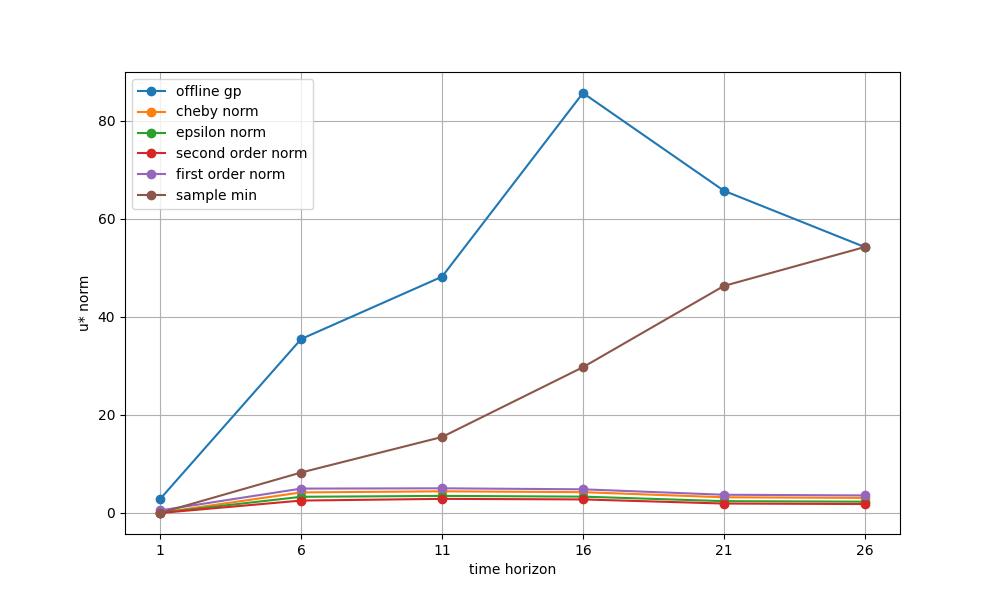 offline gp
cheby norm
epsilon norm
second order norm
first order norm
sample min
80
60
40
20
0
u* norm
1 6 11 16 21 26
time horizon